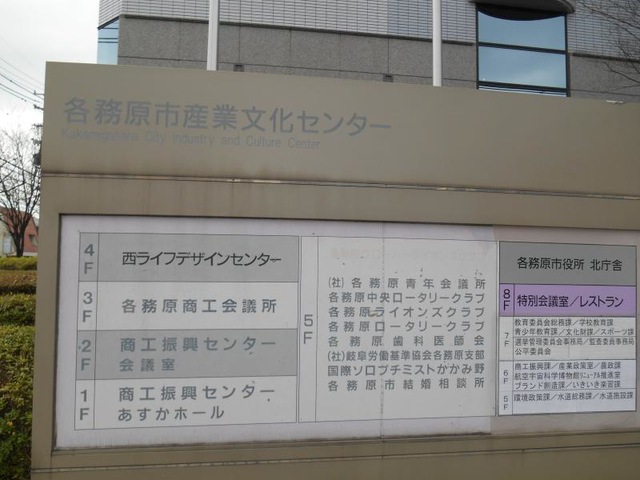 各務原市産業文化センター
Kakamigahara City Industry and Culture Center
4F 西ライフデザインセンター
3F 各務原商工会議所
2F 商工振興センター
会議室
1F 商工振興センター
あすかホール
5F
(社)各務原青年会議所
各務原中央ロータリークラブ
各務原ライオンズクラブ
各務原ロータリークラブ
各務原歯科医師会
(社)岐阜労働基準協会各務原支部
国際ソロプチミストかかみ野
各務原市結婚相談所
各務原市役所 北庁舎
8F 特別会議室/レストラン
7F
教育委員会総務課/学校教育課
青少年教育課/文化財課/スポーツ課
選挙管理委員会事務局/監査委員事務局
公平委員会
6F
商工振興課/産業政策室/農政課
航空宇宙科学博物館リニューアル推進室
ブランド創造課/いきいき楽習課
5F 環境政策課/水道総務課/水道施設課